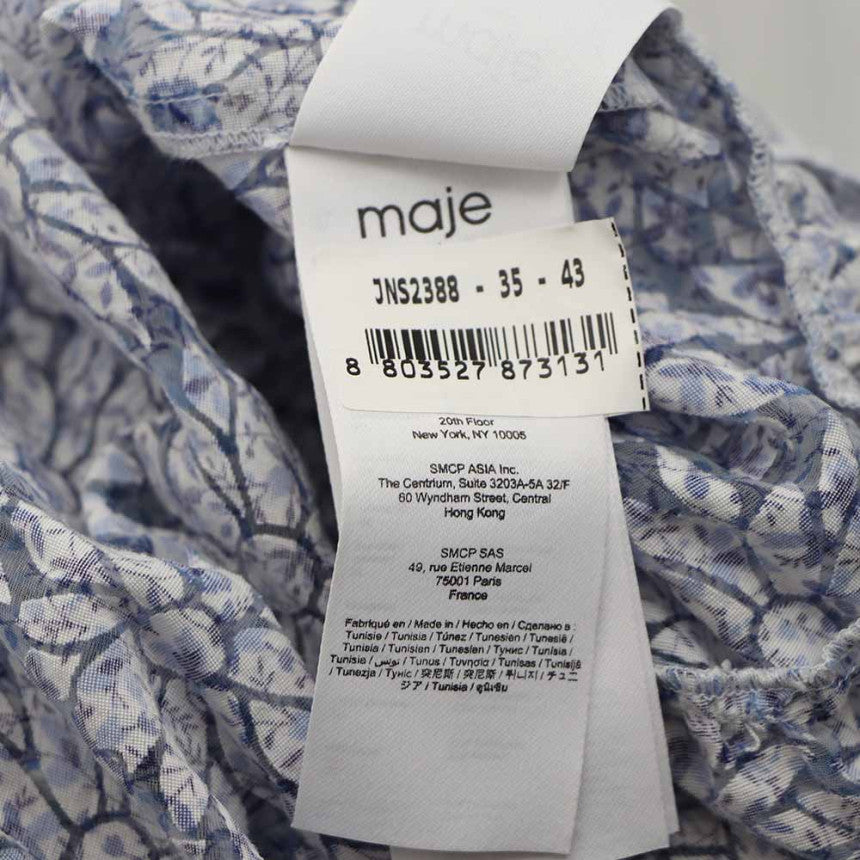 maje
JNS2388 - 35 - 43
8 803527 873131
20th Floor
New York, NY 10005
SMCP ASIA Inc.
The Centrium, Suite 3203A-5A 32/F
60 Wyndham Street, Central
Hong Kong
SMCP SAS
49, rue Etienne Marcel
75001 Paris
France
Fabriqué en / Made in / Hecho en / Сделано в :
Tunisie / Tunisia / Túnez / Tunesien / Tunesië /
Tunisia / Tunisien / Tunesien / Тунис / Tunisia /
Tunísia / تونس / Tunus / Τυνησία / Tunisas / Tunisijā
/ Tunezja / Туніс / 突尼斯 / 突尼斯 / 튀니지 / チュニ
ジア / Tunisia / ตูนิเซีย